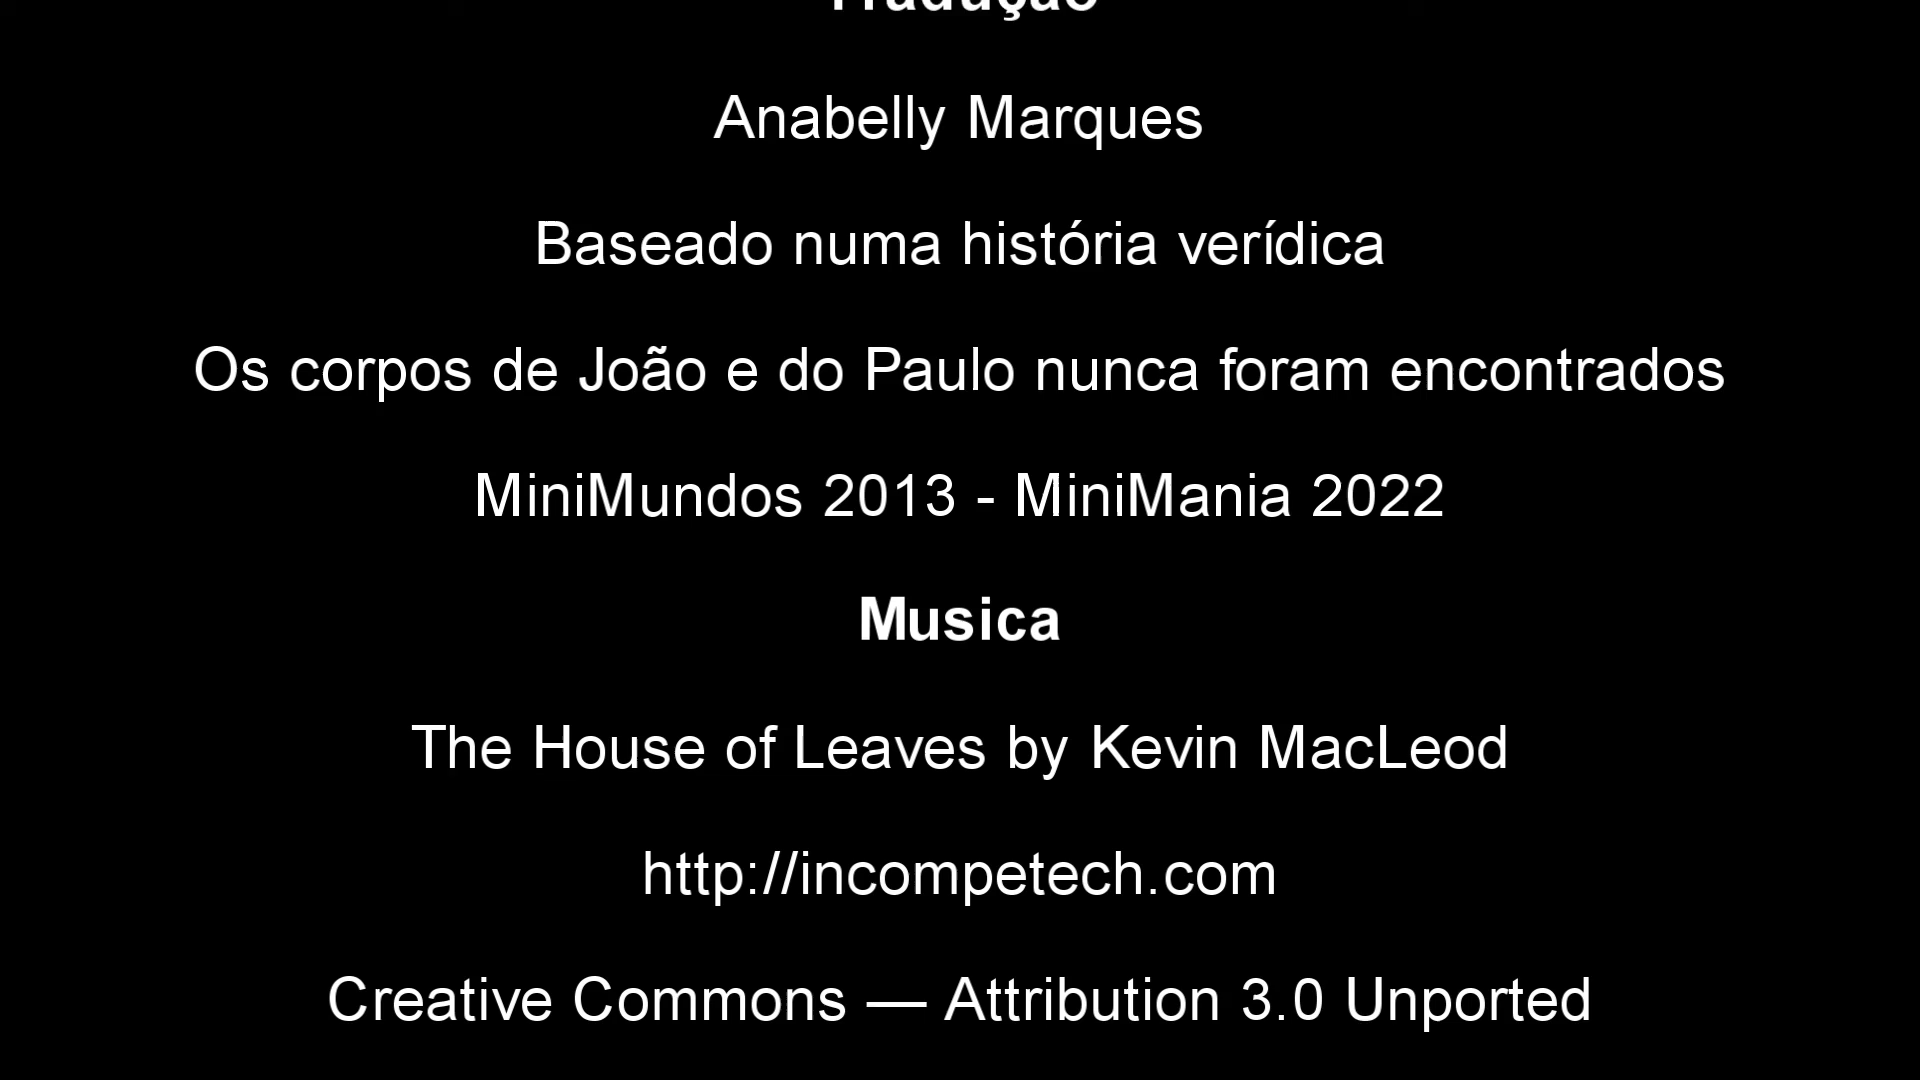 Tradução
Anabelly Marques
Baseado numa história verídica
Os corpos de João e do Paulo nunca foram encontrados
MiniMundos 2013 - MiniMania 2022
Musica
The House of Leaves by Kevin MacLeod
http://incompetech.com
Creative Commons — Attribution 3.0 Unported